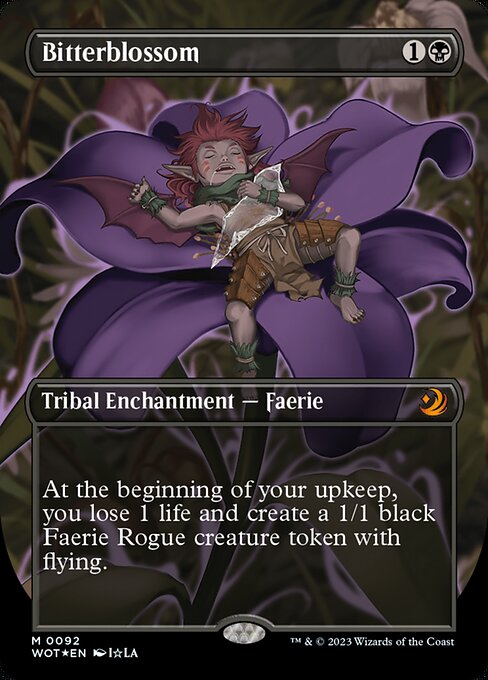 Bitterblossom 1
Tribal Enchantment — Faerie
At the beginning of your upkeep,
you lose 1 life and create a 1/1 black
Faerie Rogue creature token with
flying.
M 0092
WOT★EN I☆LA
™ & © 2023 Wizards of the Coast